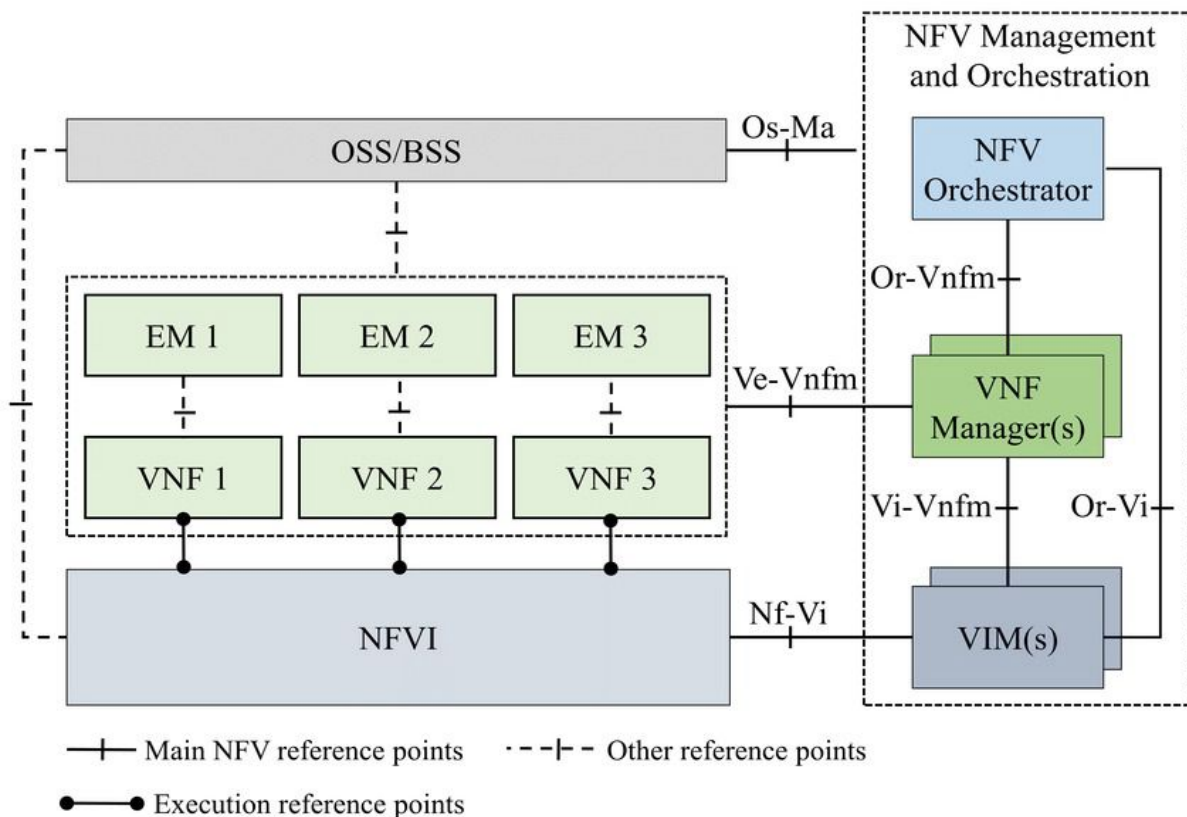 NFV Management
and Orchestration
OSS/BSS
Os-Ma
NFV
Orchestrator
Or-Vnfm
EM 1
EM 2
EM 3
Ve-Vnfm
VNF
Manager(s)
VNF 1
VNF 2
VNF 3
Vi-Vnfm
Or-Vi
NFVI
Nf-Vi
VIM(s)
Main NFV reference points
Other reference points
Execution reference points